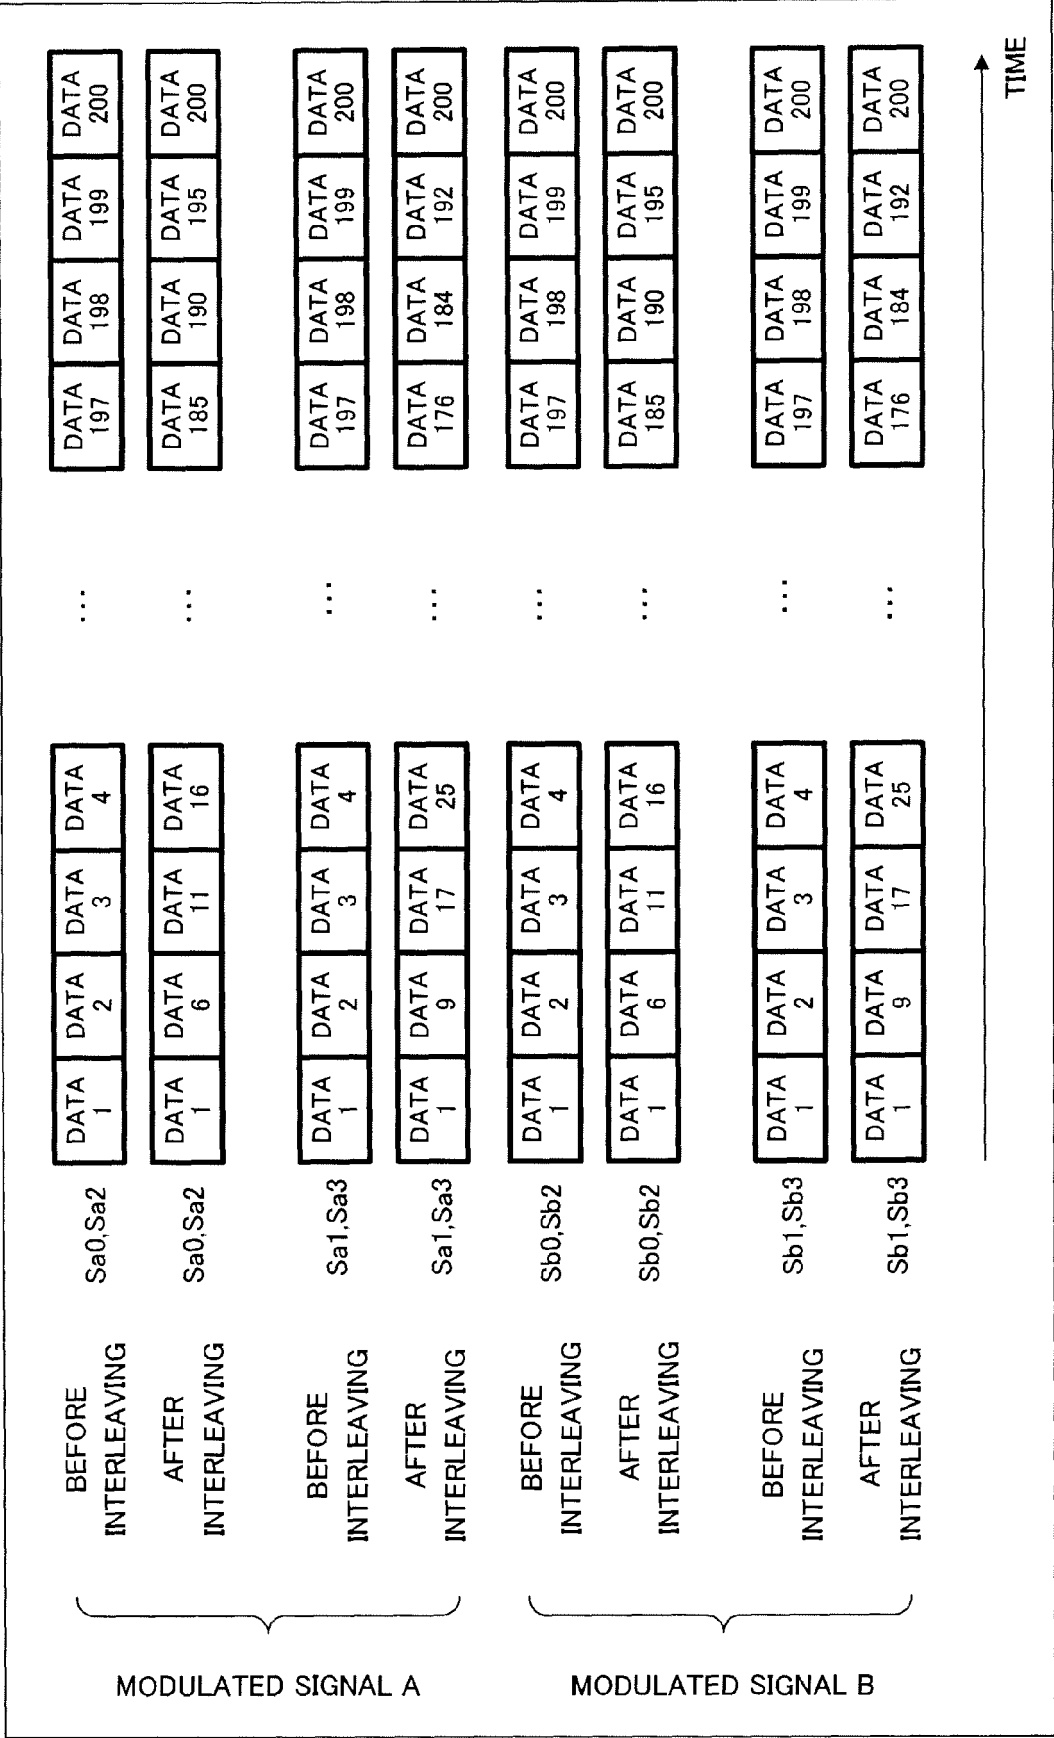 MODULATED SIGNAL A
BEFORE INTERLEAVING
Sa0,Sa2
DATA 1 DATA 2 DATA 3 DATA 4 ... DATA 197 DATA 198 DATA 199 DATA 200
AFTER INTERLEAVING
Sa0,Sa2
DATA 1 DATA 6 DATA 11 DATA 16 ... DATA 185 DATA 190 DATA 195 DATA 200
BEFORE INTERLEAVING
Sa1,Sa3
DATA 1 DATA 2 DATA 3 DATA 4 ... DATA 197 DATA 198 DATA 199 DATA 200
AFTER INTERLEAVING
Sa1,Sa3
DATA 1 DATA 9 DATA 17 DATA 25 ... DATA 176 DATA 184 DATA 192 DATA 200
MODULATED SIGNAL B
BEFORE INTERLEAVING
Sb0,Sb2
DATA 1 DATA 2 DATA 3 DATA 4 ... DATA 197 DATA 198 DATA 199 DATA 200
AFTER INTERLEAVING
Sb0,Sb2
DATA 1 DATA 6 DATA 11 DATA 16 ... DATA 185 DATA 190 DATA 195 DATA 200
BEFORE INTERLEAVING
Sb1,Sb3
DATA 1 DATA 2 DATA 3 DATA 4 ... DATA 197 DATA 198 DATA 199 DATA 200
AFTER INTERLEAVING
Sb1,Sb3
DATA 1 DATA 9 DATA 17 DATA 25 ... DATA 176 DATA 184 DATA 192 DATA 200
TIME